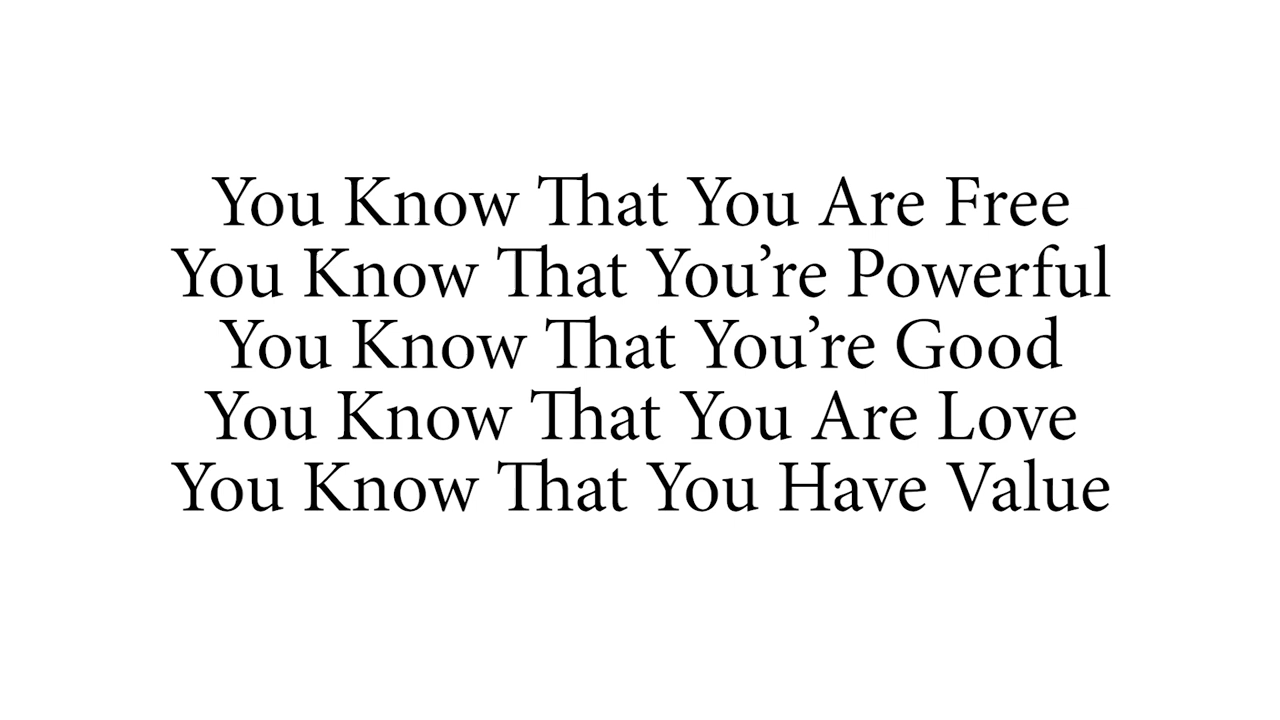 You Know That You Are Free
You Know That You’re Powerful
You Know That You’re Good
You Know That You Are Love
You Know That You Have Value